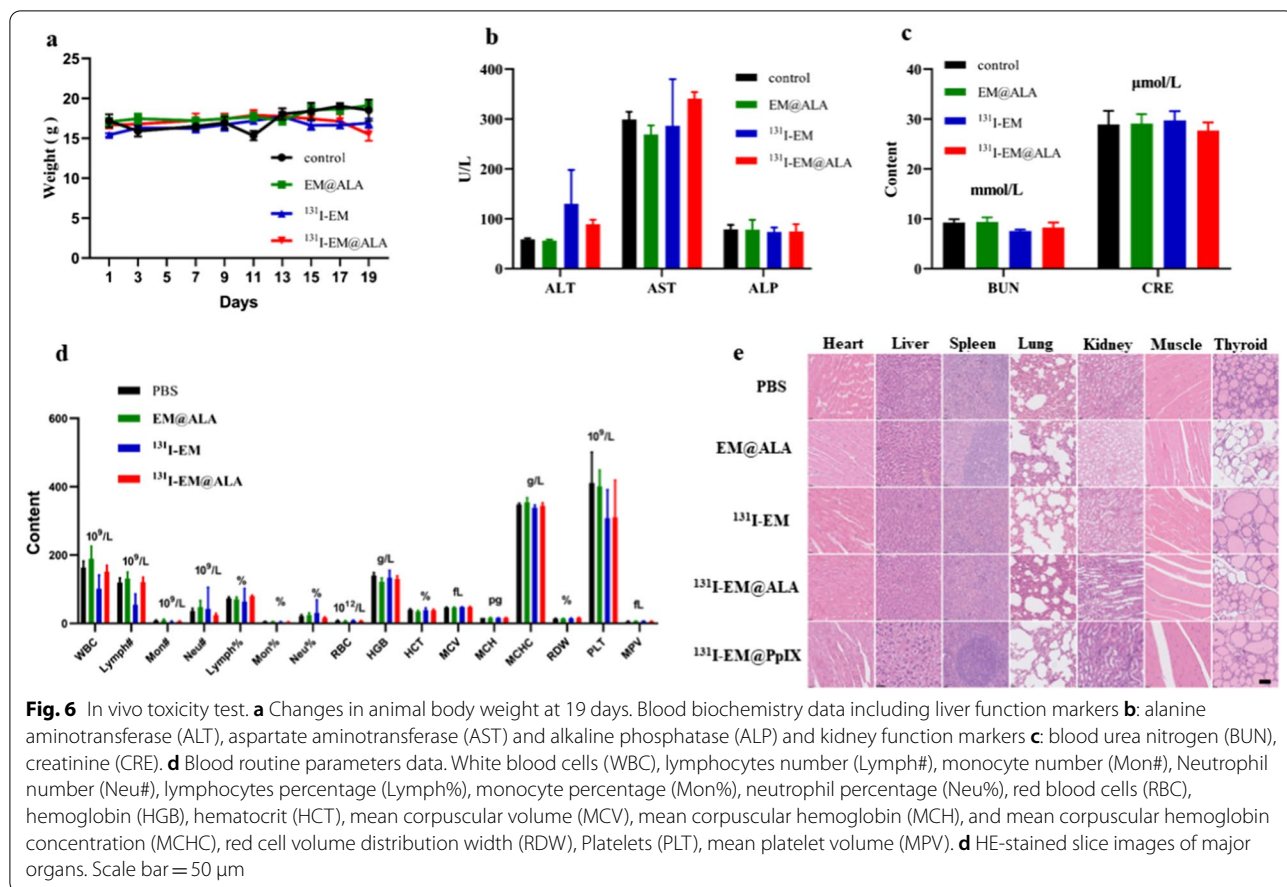 a
25
20
15
10
5
0
Weight ( g )
1 3 5 7 9 11 13 15 17 19
Days
control
EM@ALA
¹³¹I-EM
¹³¹I-EM@ALA
b
400
300
200
100
0
U/L
ALT AST ALP
control
EM@ALA
¹³¹I-EM
¹³¹I-EM@ALA
c
40
30
20
10
0
Content
control
EM@ALA
¹³¹I-EM
¹³¹I-EM@ALA
μmol/L
mmol/L
BUN CRE
d
PBS
EM@ALA
¹³¹I-EM
¹³¹I-EM@ALA
600
400
200
0
Content
10⁹/L 10⁹/L 10⁹/L 10⁹/L % % % 10¹²/L g/L % fL pg g/L % 10⁹/L fL
WBC Lymph# Mon# Neu# Lymph% Mon% Neu% RBC HGB HCT MCV MCH MCHC RDW PLT MPV
e
Heart Liver Spleen Lung Kidney Muscle Thyroid
PBS
EM@ALA
¹³¹I-EM
¹³¹I-EM@ALA
¹³¹I-EM@PpIX
Fig. 6 In vivo toxicity test. a Changes in animal body weight at 19 days. Blood biochemistry data including liver function markers b: alanine
aminotransferase (ALT), aspartate aminotransferase (AST) and alkaline phosphatase (ALP) and kidney function markers c: blood urea nitrogen (BUN),
creatinine (CRE). d Blood routine parameters data. White blood cells (WBC), lymphocytes number (Lymph#), monocyte number (Mon#), Neutrophil
number (Neu#), lymphocytes percentage (Lymph%), monocyte percentage (Mon%), neutrophil percentage (Neu%), red blood cells (RBC),
hemoglobin (HGB), hematocrit (HCT), mean corpuscular volume (MCV), mean corpuscular hemoglobin (MCH), and mean corpuscular hemoglobin
concentration (MCHC), red cell volume distribution width (RDW), Platelets (PLT), mean platelet volume (MPV). d HE-stained slice images of major
organs. Scale bar = 50 μm